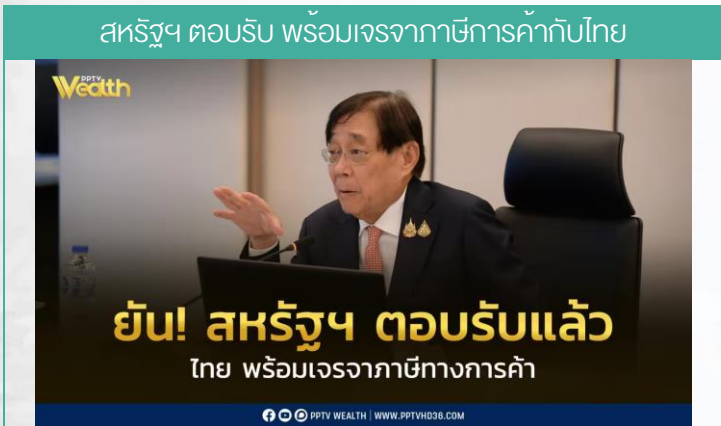 สหรัฐฯ ตอบรับ พร้อมเจรจาภาษีการค้ากับไทย
PPTV
Wealth
ยัน! สหรัฐฯ ตอบรับแล้ว
ไทย พร้อมเจรจาภาษีทางการค้า
PPTV WEALTH | WWW.PPTVHD36.COM